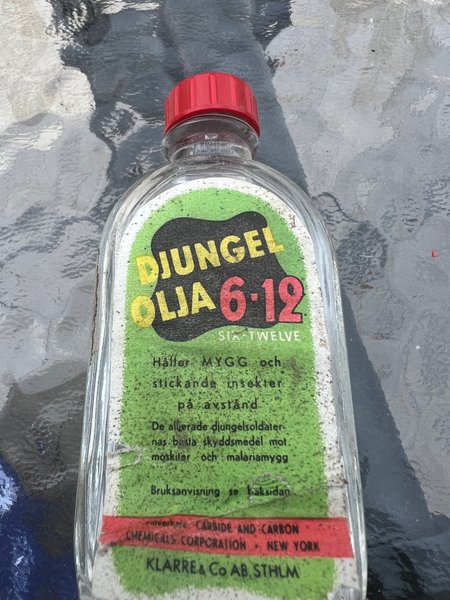 DJUNGEL
OLJA 6-12
SIX-TWELVE
Håller MYGG och
stickande insekter
på avstånd
De allierade djungelsoldater-
nas bästa skyddsmedel mot
moskiter och malariamygg
Bruksanvisning se baksidan
CARBIDE AND CARBON
CHEMICALS CORPORATION • NEW YORK
KLARRE & Co AB. STHLM